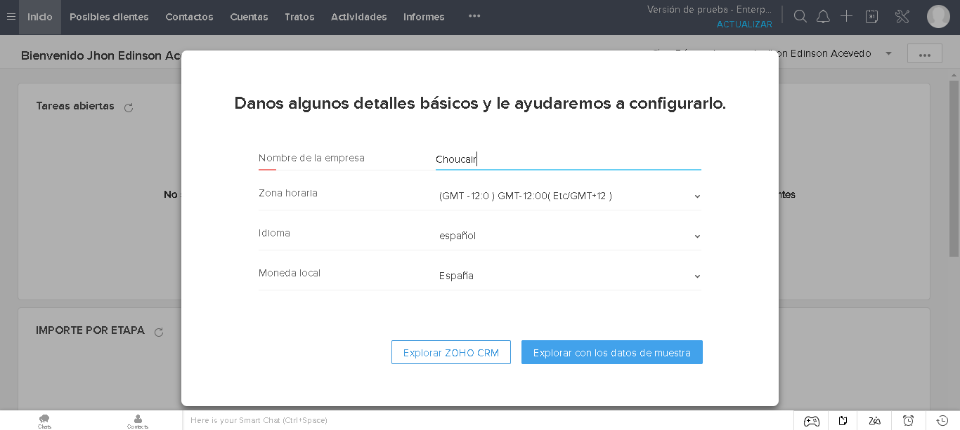 Inicio Posibles clientes Contactos Cuentas Tratos Actividades Informes ••• Versión de prueba - Enterp...
ACTUALIZAR
Bienvenido Jhon Edinson Ac
on Edinson Acevedo
Danos algunos detalles básicos y le ayudaremos a configurarlo.
Tareas abiertas
Nombre de la empresa Choucair
No
Zona horaria (GMT -12:0 ) GMT-12:00( Etc/GMT+12 )
Idioma español
Moneda local España
IMPORTE POR ETAPA
Explorar ZOHO CRM Explorar con los datos de muestra
Chats Contacts Here is your Smart Chat (Ctrl+Space)